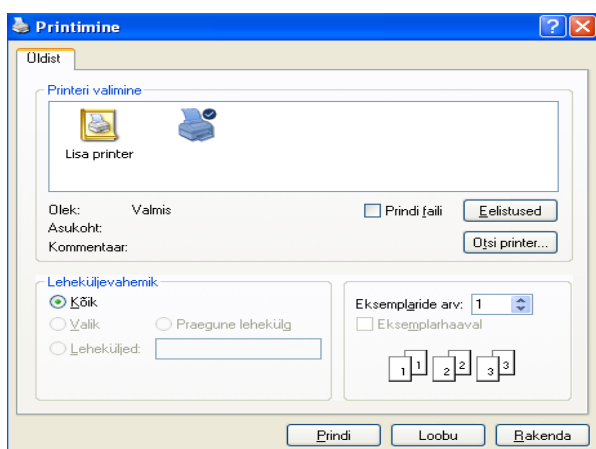 Printimine
Üldist
Printeri valimine
Lisa printer
Olek: Valmis
Prindi faili
Eelistused
Asukoht:
Kommentaar:
Otsi printer...
Leheküljevahemik
Kõik
Valik
Praegune lehekülg
Leheküljed:
Eksemplaride arv: 1
Eksemplarhaaval
1 1 2 2 3 3
Prindi
Loobu
Rakenda